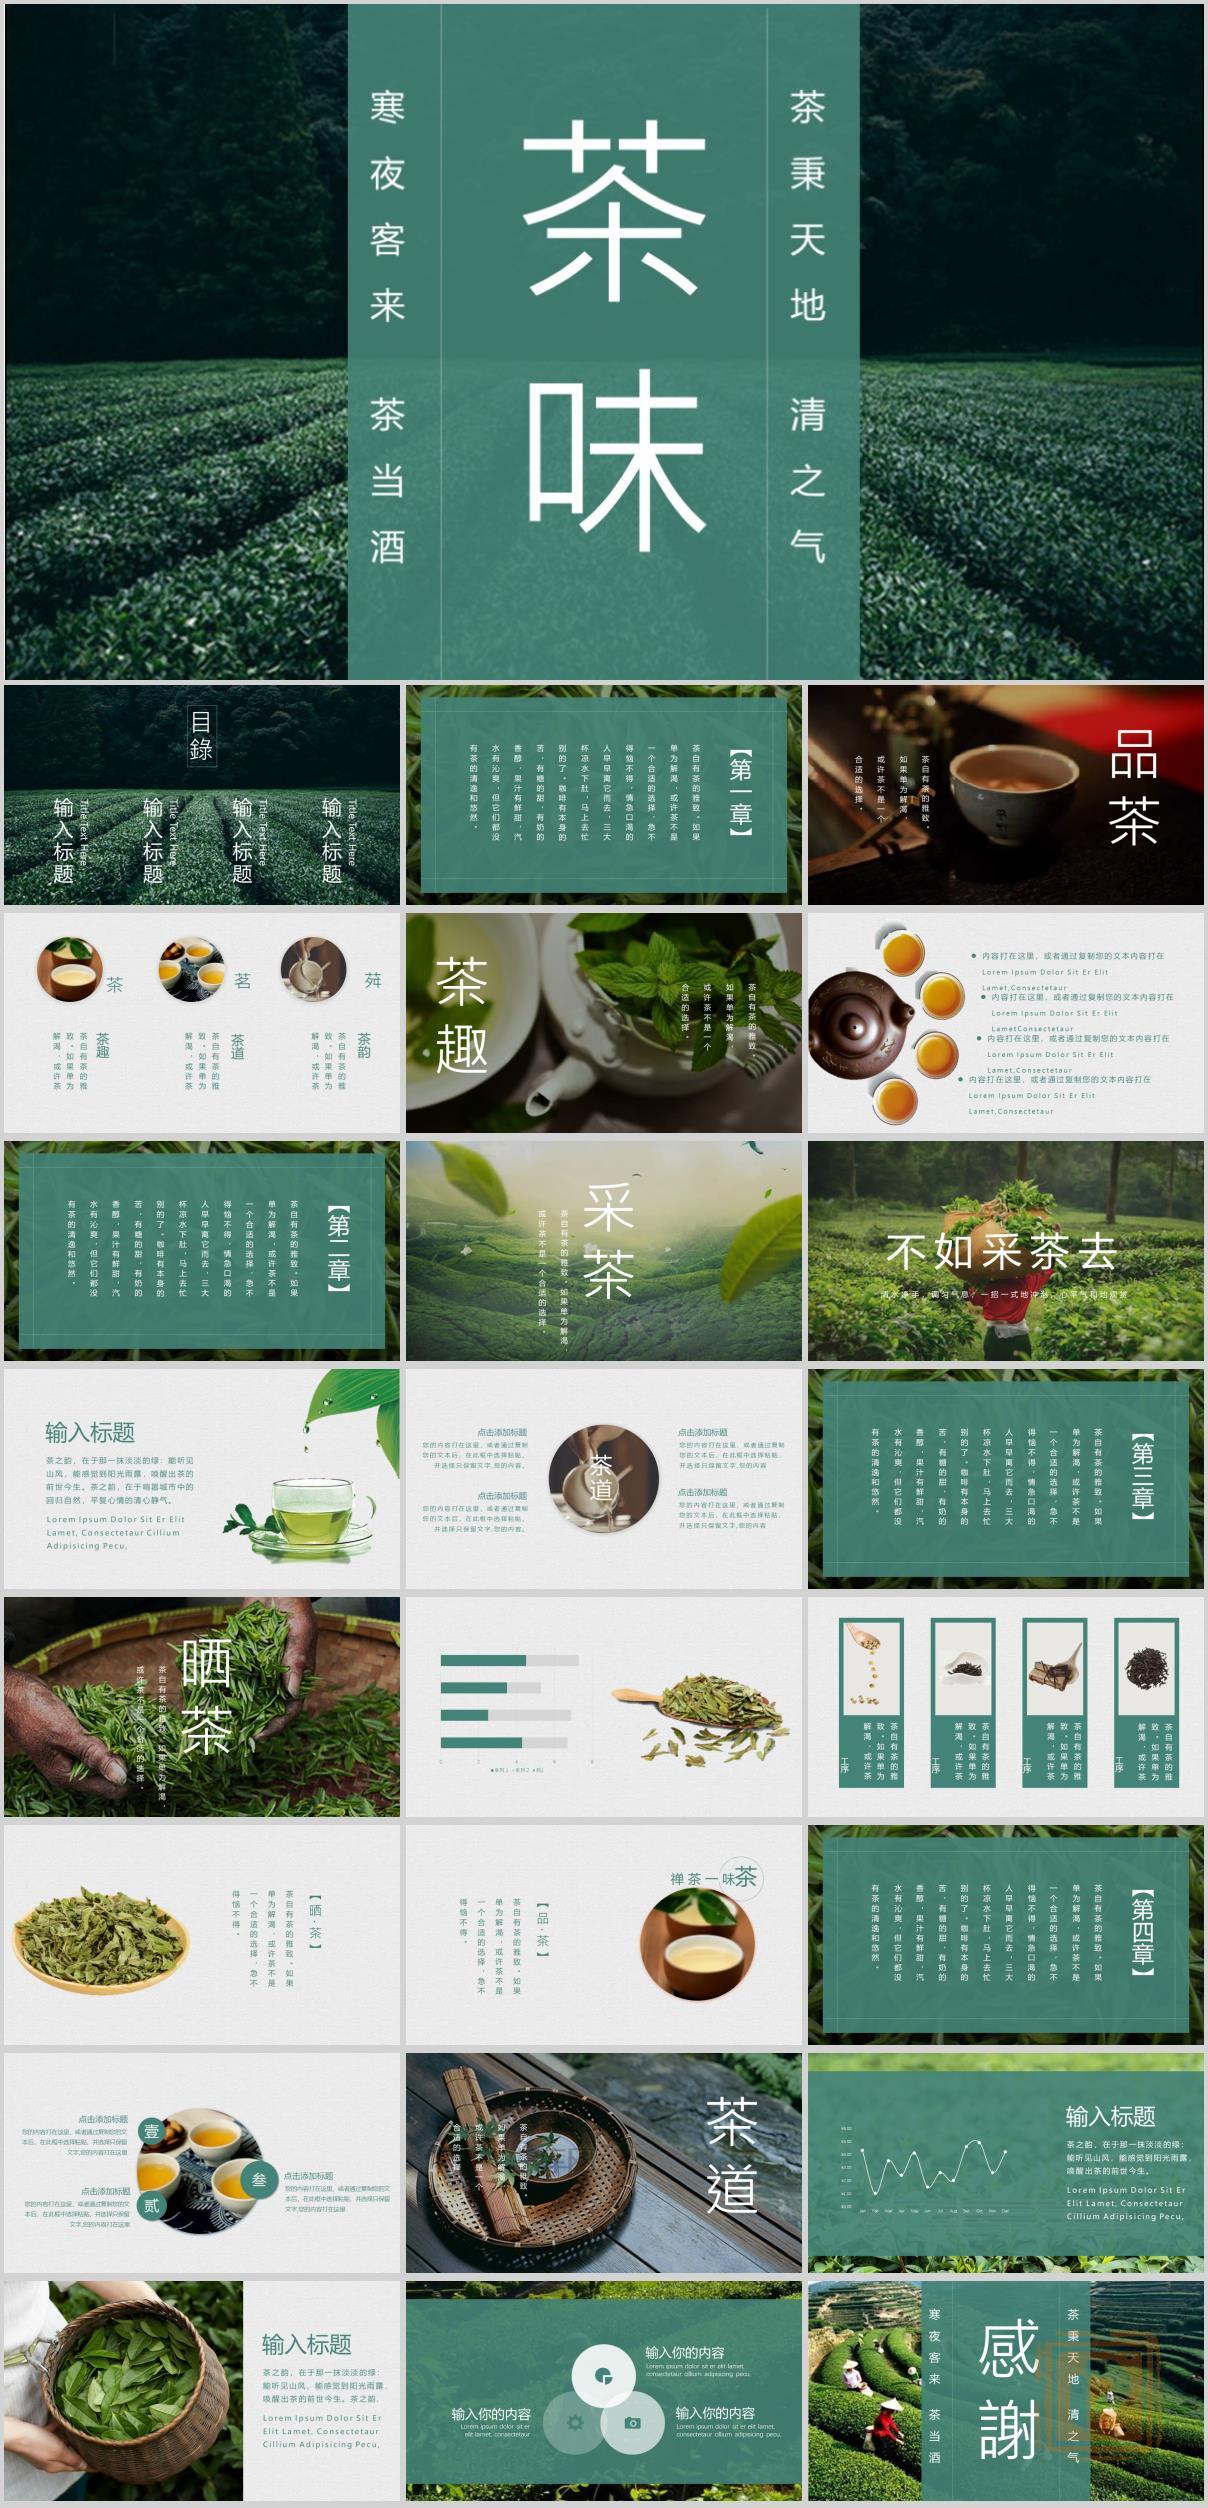 茶味
茶秉天地 清之气
寒夜客来 茶当酒
目錄
输入标题
Title Text Here
输入标题
Title Text Here
输入标题
Title Text Here
输入标题
Title Text Here
【第一章】
茶自有茶的雅致。如果
单为解渴，或许茶不是
一个合适的选择，急不
得恼不得，情急口渴的
人早早离它而去，三大
杯凉水下肚，马上去忙
别的了。咖啡有本身的
苦，有糖的甜，有奶的
香醇，果汁有鲜甜，汽
水有沁爽，但它们都没
有茶的清逸和悠然。
品茶
茶自有茶的雅致。
如果单为解渴，
或许茶不是一个
合适的选择。
茶
茗
荈
茶趣
茶自有茶的雅
致。如果单为
解渴，或许茶
茶道
茶自有茶的雅
致。如果单为
解渴，或许茶
茶韵
茶自有茶的雅
致。如果单为
解渴，或许茶
茶趣
茶自有茶的雅致。
如果单为解渴，
或许茶不是一个
合适的选择。
内容打在这里，或者通过复制您的文本内容打在
Lorem Ipsum Dolor Sit Er Elit
Lamet,Consectetaur
内容打在这里，或者通过复制您的文本内容打在
Lorem Ipsum Dolor Sit Er Elit
LametConsectetaur
内容打在这里，或者通过复制您的文本内容打在
Lorem Ipsum Dolor Sit Er Elit
Lamet,Consectetaur
内容打在这里，或者通过复制您的文本内容打在
Lorem Ipsum Dolor Sit Er Elit
Lamet,Consectetaur
【第二章】
茶自有茶的雅致。如果
单为解渴，或许茶不是
一个合适的选择，急不
得恼不得，情急口渴的
人早早离它而去，三大
杯凉水下肚，马上去忙
别的了。咖啡有本身的
苦，有糖的甜，有奶的
香醇，果汁有鲜甜，汽
水有沁爽，但它们都没
有茶的清逸和悠然。
采茶
茶自有茶的雅致。如果单为解渴，
或许茶不是一个合适的选择。
不如采茶去
输入标题
茶之韵，在于那一抹淡淡的绿：能听见
山风，能感觉到阳光雨露，唤醒出茶的
前世今生。茶之韵，在于喧嚣城市中的
回归自然，平复心情的清心静气。
Lorem Ipsum Dolor Sit Er Elit
Lamet, Consectetaur Cillium
Adipisicing Pecu,
茶道
点击添加标题
您的内容打在这里，或者通过复制
您的文本后，在此框中选择粘贴，
并选择只保留文字,您的内容。
点击添加标题
您的内容打在这里，或者通过复制
您的文本后，在此框中选择粘贴，
并选择只保留文字,您的内容
点击添加标题
您的内容打在这里，或者通过复制
您的文本后，在此框中选择粘贴，
并选择只保留文字,您的内容。
点击添加标题
您的内容打在这里，或者通过复制
您的文本后，在此框中选择粘贴，
并选择只保留文字,您的内容
【第三章】
茶自有茶的雅致。如果
单为解渴，或许茶不是
一个合适的选择，急不
得恼不得，情急口渴的
人早早离它而去，三大
杯凉水下肚，马上去忙
别的了。咖啡有本身的
苦，有糖的甜，有奶的
香醇，果汁有鲜甜，汽
水有沁爽，但它们都没
有茶的清逸和悠然。
晒茶
茶自有茶的雅致。如果单为解渴，
或许茶不是一个合适的选择。
0 2 4 6 8
茶自有茶的雅
致。如果单为
解渴，或许茶
工序
茶自有茶的雅
致。如果单为
解渴，或许茶
工序
茶自有茶的雅
致。如果单为
解渴，或许茶
工序
茶自有茶的雅
致。如果单为
解渴，或许茶
工序
【晒·茶】
茶自有茶的雅致。如果
单为解渴，或许茶不是
一个合适的选择，急不
得恼不得。
禅茶一味茶
【品·茶】
茶自有茶的雅致。如果
单为解渴，或许茶不是
一个合适的选择，急不
得恼不得。
【第四章】
茶自有茶的雅致。如果
单为解渴，或许茶不是
一个合适的选择，急不
得恼不得，情急口渴的
人早早离它而去，三大
杯凉水下肚，马上去忙
别的了。咖啡有本身的
苦，有糖的甜，有奶的
香醇，果汁有鲜甜，汽
水有沁爽，但它们都没
有茶的清逸和悠然。
壹
点击添加标题
您的内容打在这里，或者通过复制您的文
本后，在此框中选择粘贴，并选择只保留
文字,您的内容打在这里
贰
点击添加标题
您的内容打在这里，或者通过复制您的文
本后，在此框中选择粘贴，并选择只保留
文字,您的内容打在这里
叁
点击添加标题
您的内容打在这里，或者通过复制您的文
本后，在此框中选择粘贴，并选择只保留
文字,您的内容打在这里
茶道
茶自有茶的雅致。
如果单为解渴，
或许茶不是一个
合适的选择。
输入标题
茶之韵，在于那一抹淡淡的绿：
能听见山风，能感觉到阳光雨露，
唤醒出茶的前世今生。
Lorem Ipsum Dolor Sit Er
Elit Lamet, Consectetaur
Cillium Adipisicing Pecu,
输入标题
茶之韵，在于那一抹淡淡的绿：
能听见山风，能感觉到阳光雨露，
唤醒出茶的前世今生。茶之韵.
Lorem Ipsum Dolor Sit Er
Elit Lamet, Consectetaur
Cillium Adipisicing Pecu,
输入你的内容
Lorem ipsum dolor sit er elit lamet,
consectetaur cillium adipisicing pecu,
输入你的内容
Lorem ipsum dolor sit er
elit lamet, consectetaur
输入你的内容
Lorem ipsum dolor sit er elit lamet,
consectetaur cillium adipisicing pecu,
感謝
茶秉天地 清之气
寒夜客来 茶当酒